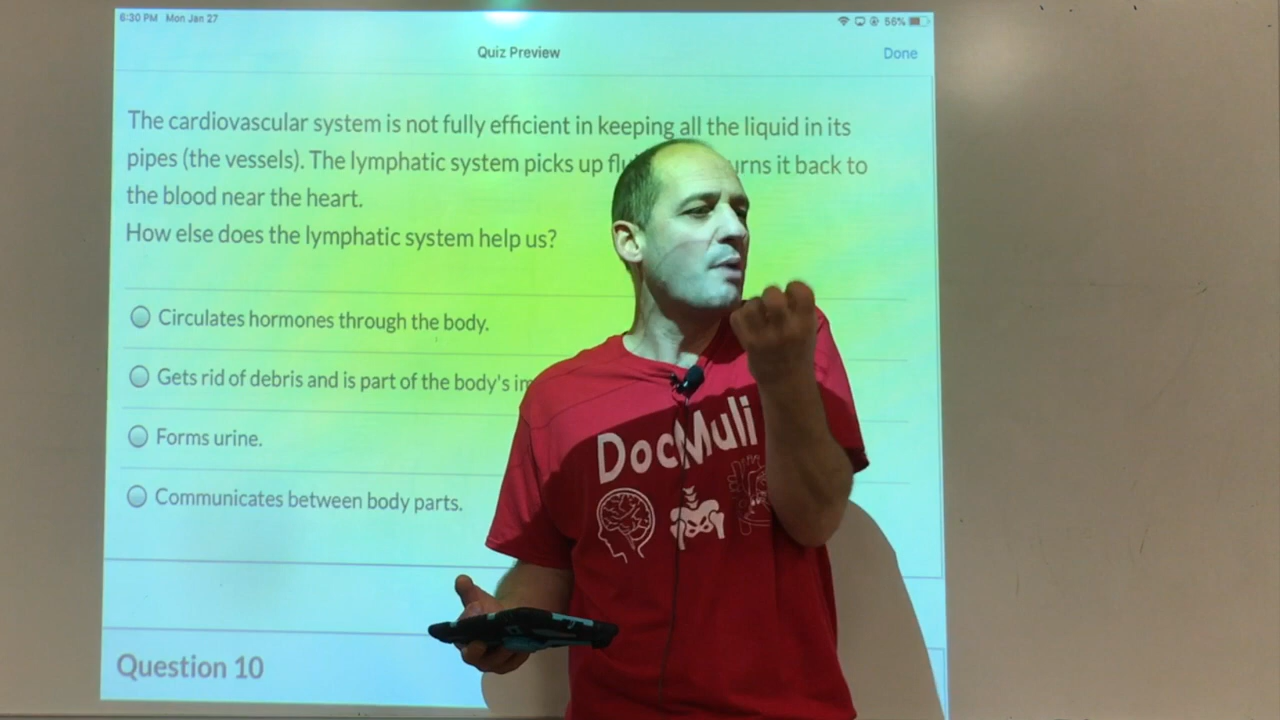 6:30 PM Mon Jan 27
56%
Quiz Preview
Done
The cardiovascular system is not fully efficient in keeping all the liquid in its
pipes (the vessels). The lymphatic system picks up it back to
the blood near the heart.
How else does the lymphatic system help us?
Circulates hormones through the body.
Gets rid of debris and is part of the body's
Forms urine.
Communicates between body parts.
Question 10
DocMuli